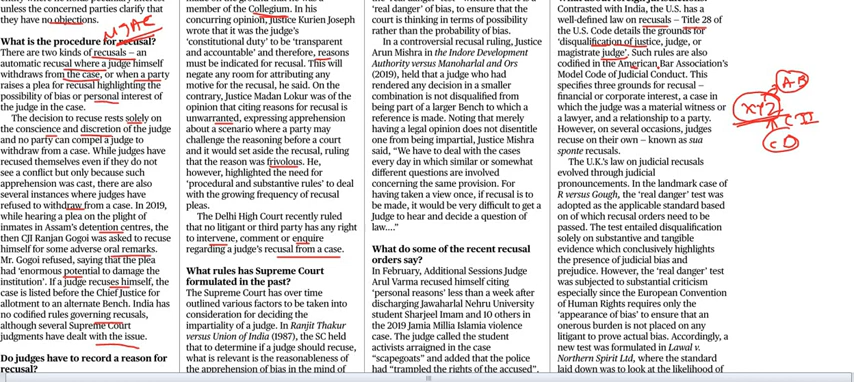 unless the concerned parties clarify that
they have no objections.
NJAC
What is the procedure for recusal?
There are two kinds of recusals — an
automatic recusal where a judge himself
withdraws from the case, or when a party
raises a plea for recusal highlighting the
possibility of bias or personal interest of
the judge in the case.
The decision to recuse rests solely on
the conscience and discretion of the judge
and no party can compel a judge to
withdraw from a case. While judges have
recused themselves even if they do not
see a conflict but only because such
apprehension was cast, there are also
several instances where judges have
refused to withdraw from a case. In 2019,
while hearing a plea on the plight of
inmates in Assam's detention centres, the
then CJI Ranjan Gogoi was asked to recuse
himself for some adverse oral remarks.
Mr. Gogoi refused, saying that the plea
had 'enormous potential to damage the
institution'. If a judge recuses himself, the
case is listed before the Chief Justice for
allotment to an alternate Bench. India has
no codified rules governing recusals,
although several Supreme Court
judgments have dealt with the issue.
Do judges have to record a reason for
recusal?
member of the Collegium. In his
concurring opinion, Justice Kurien Joseph
wrote that it was the judge's
'constitutional duty' to be 'transparent
and accountable' and therefore, reasons
must be indicated for recusal. This will
negate any room for attributing any
motive for the recusal, he said. On the
contrary, Justice Madan Lokur was of the
opinion that citing reasons for recusal was
unwarranted, expressing apprehension
about a scenario where a party may
challenge the reasoning before a court
and it would set aside the recusal, ruling
that the reason was frivolous. He,
however, highlighted the need for
'procedural and substantive rules' to deal
with the growing frequency of recusal
pleas.
The Delhi High Court recently ruled
that no litigant or third party has any right
to intervene, comment or enquire
regarding a judge's recusal from a case.
What rules has Supreme Court
formulated in the past?
The Supreme Court has over time
outlined various factors to be taken into
consideration for deciding the
impartiality of a judge. In Ranjit Thakur
versus Union of India (1987), the SC held
that to determine if a judge should recuse,
what is relevant is the reasonableness of
the apprehension of bias in the mind of
'real danger' of bias, to ensure that the
court is thinking in terms of possibility
rather than the probability of bias.
In a controversial recusal ruling, Justice
Arun Mishra in the Indore Development
Authority versus Manoharlal and Ors
(2019), held that a judge who had
rendered any decision in a smaller
combination is not disqualified from
being part of a larger Bench to which a
reference is made. Noting that merely
having a legal opinion does not disentitle
one from being impartial, Justice Mishra
said, "We have to deal with the cases
every day in which similar or somewhat
different questions are involved
concerning the same provision. For
having taken a view once, if recusal is to
be made, it would be very difficult to get a
Judge to hear and decide a question of
law...."
What do some of the recent recusal
orders say?
In February, Additional Sessions Judge
Arul Varma recused himself citing
'personal reasons' less than a week after
discharging Jawaharlal Nehru University
student Sharjeel Imam and 10 others in
the 2019 Jamia Millia Islamia violence
case. The judge called the student
activists arraigned in the case
"scapegoats" and added that the police
had "trampled the rights of the accused".
Contrasted with India, the U.S. has a
well-defined law on recusals – Title 28 of
the U.S. Code details the grounds for
'disqualification of justice, judge, or
magistrate judge'. Such rules are also
codified in the American Bar Association's
Model Code of Judicial Conduct. This
specifies three grounds for recusal –
financial or corporate interest, a case in
which the judge was a material witness or
a lawyer, and a relationship to a party.
However, on several occasions, judges
recuse on their own – known as sua
sponte recusals.
The U.K.'s law on judicial recusals
evolved through judicial
pronouncements. In the landmark case of
R versus Gough, the 'real danger' test was
adopted as the applicable standard based
on of which recusal orders need to be
passed. The test entailed disqualification
solely on substantive and tangible
evidence which conclusively highlights
the presence of judicial bias and
prejudice. However, the 'real danger' test
was subjected to substantial criticism
especially since the European Convention
of Human Rights requires only the
'appearance of bias' to ensure that an
onerous burden is not placed on any
litigant to prove actual bias. Accordingly, a
new test was formulated in Lawal v.
Northern Spirit Ltd, where the standard
laid down was to look at the likelihood of
A-B
XYZ
CJI
CD